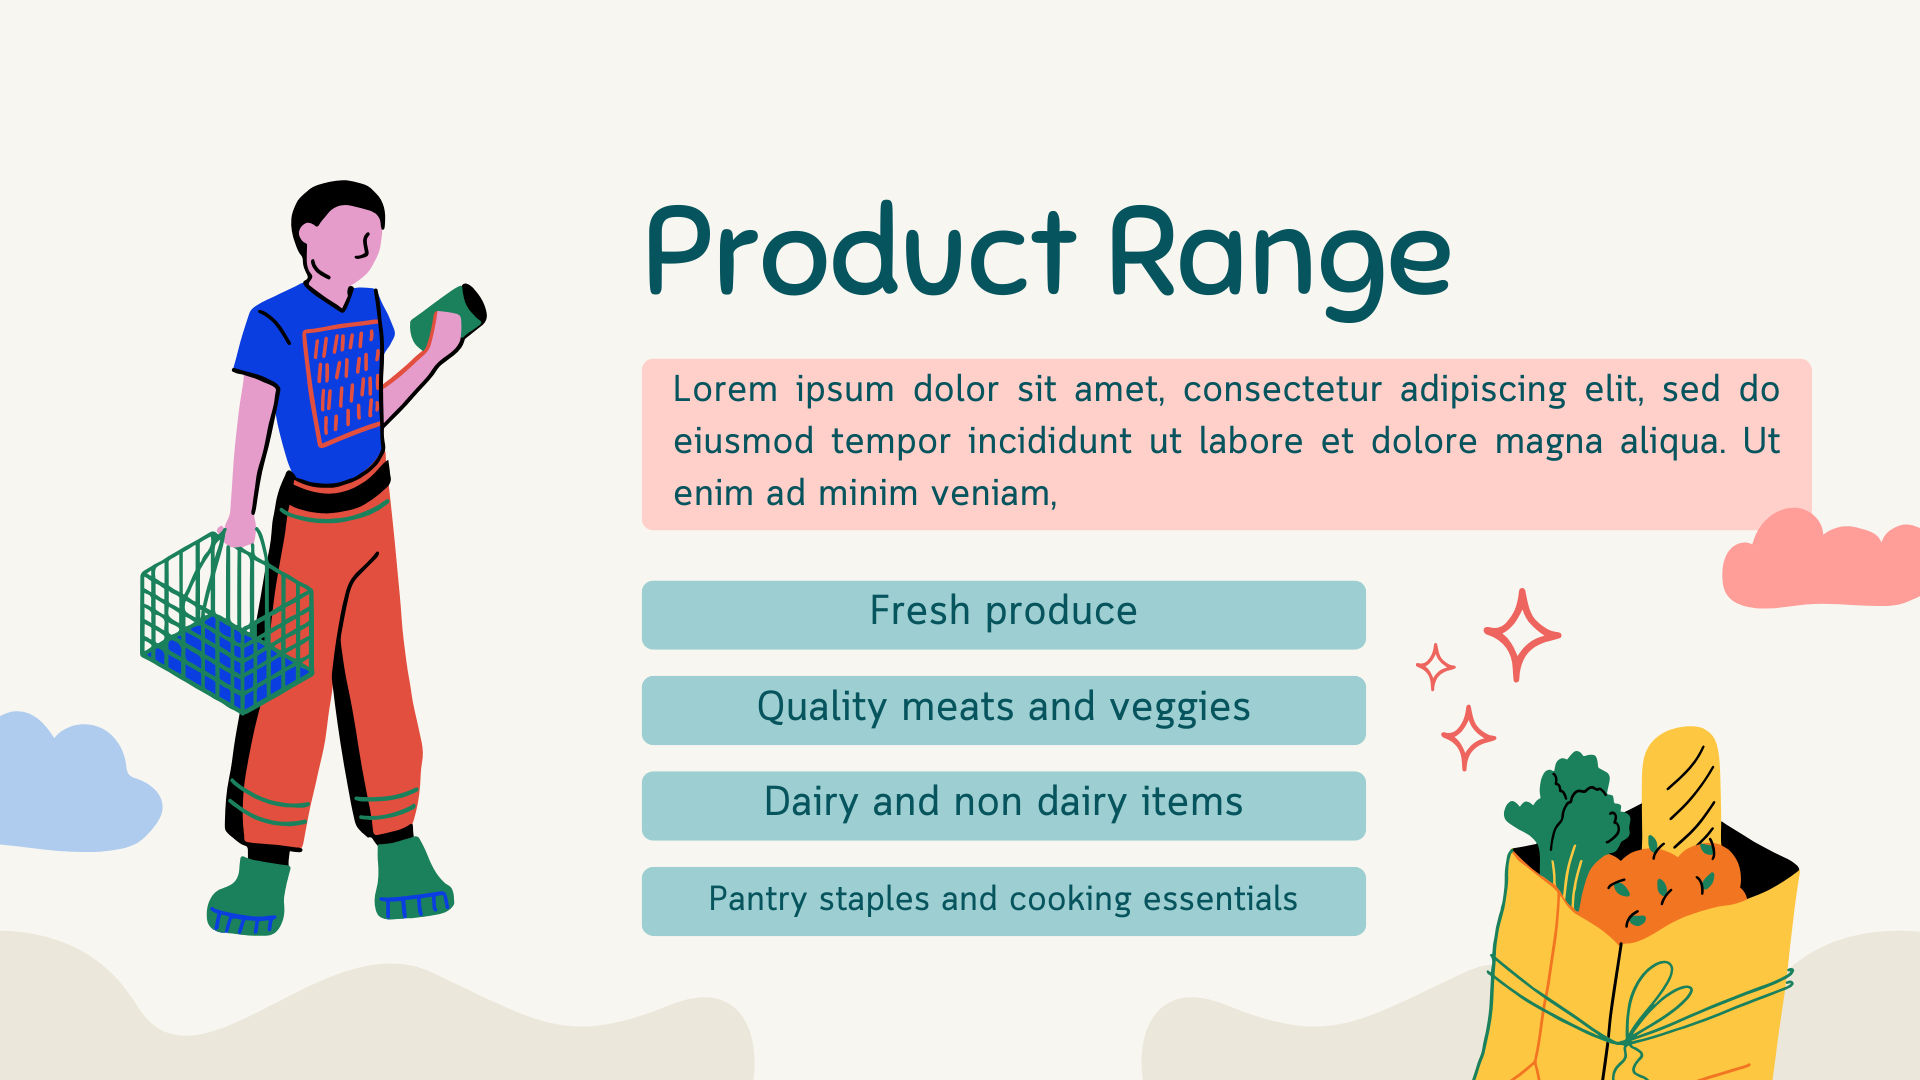 Product Range
Lorem ipsum dolor sit amet, consectetur adipiscing elit, sed do
eiusmod tempor incididunt ut labore et dolore magna aliqua. Ut
enim ad minim veniam,
Fresh produce
Quality meats and veggies
Dairy and non dairy items
Pantry staples and cooking essentials